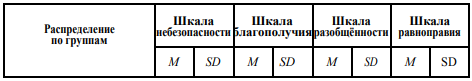 Распределение по группам
Шкала небезопасности
Шкала благополучия
Шкала разобщённости
Шкала равноправия
M SD M SD M SD M SD